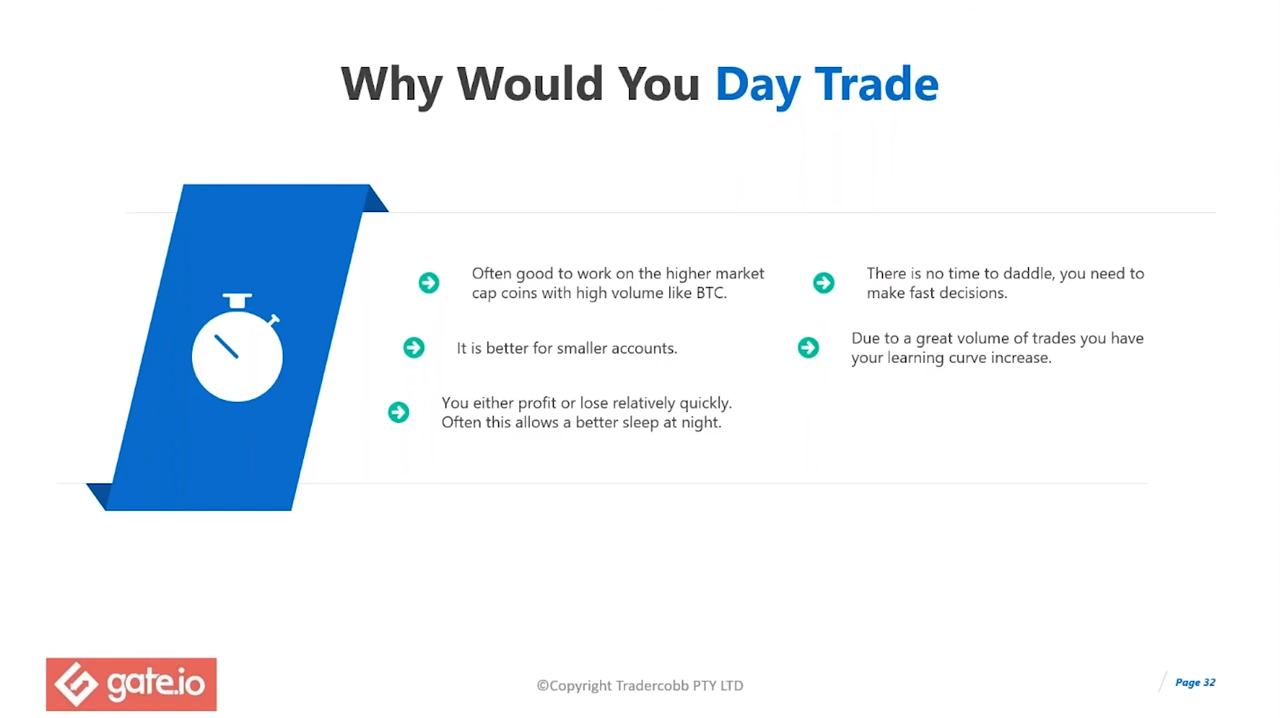 Why Would You Day Trade
Often good to work on the higher market
cap coins with high volume like BTC.
It is better for smaller accounts.
You either profit or lose relatively quickly.
Often this allows a better sleep at night.
There is no time to daddle, you need to
make fast decisions.
Due to a great volume of trades you have
your learning curve increase.
gate.io
©Copyright Tradercobb PTY LTD
Page 32